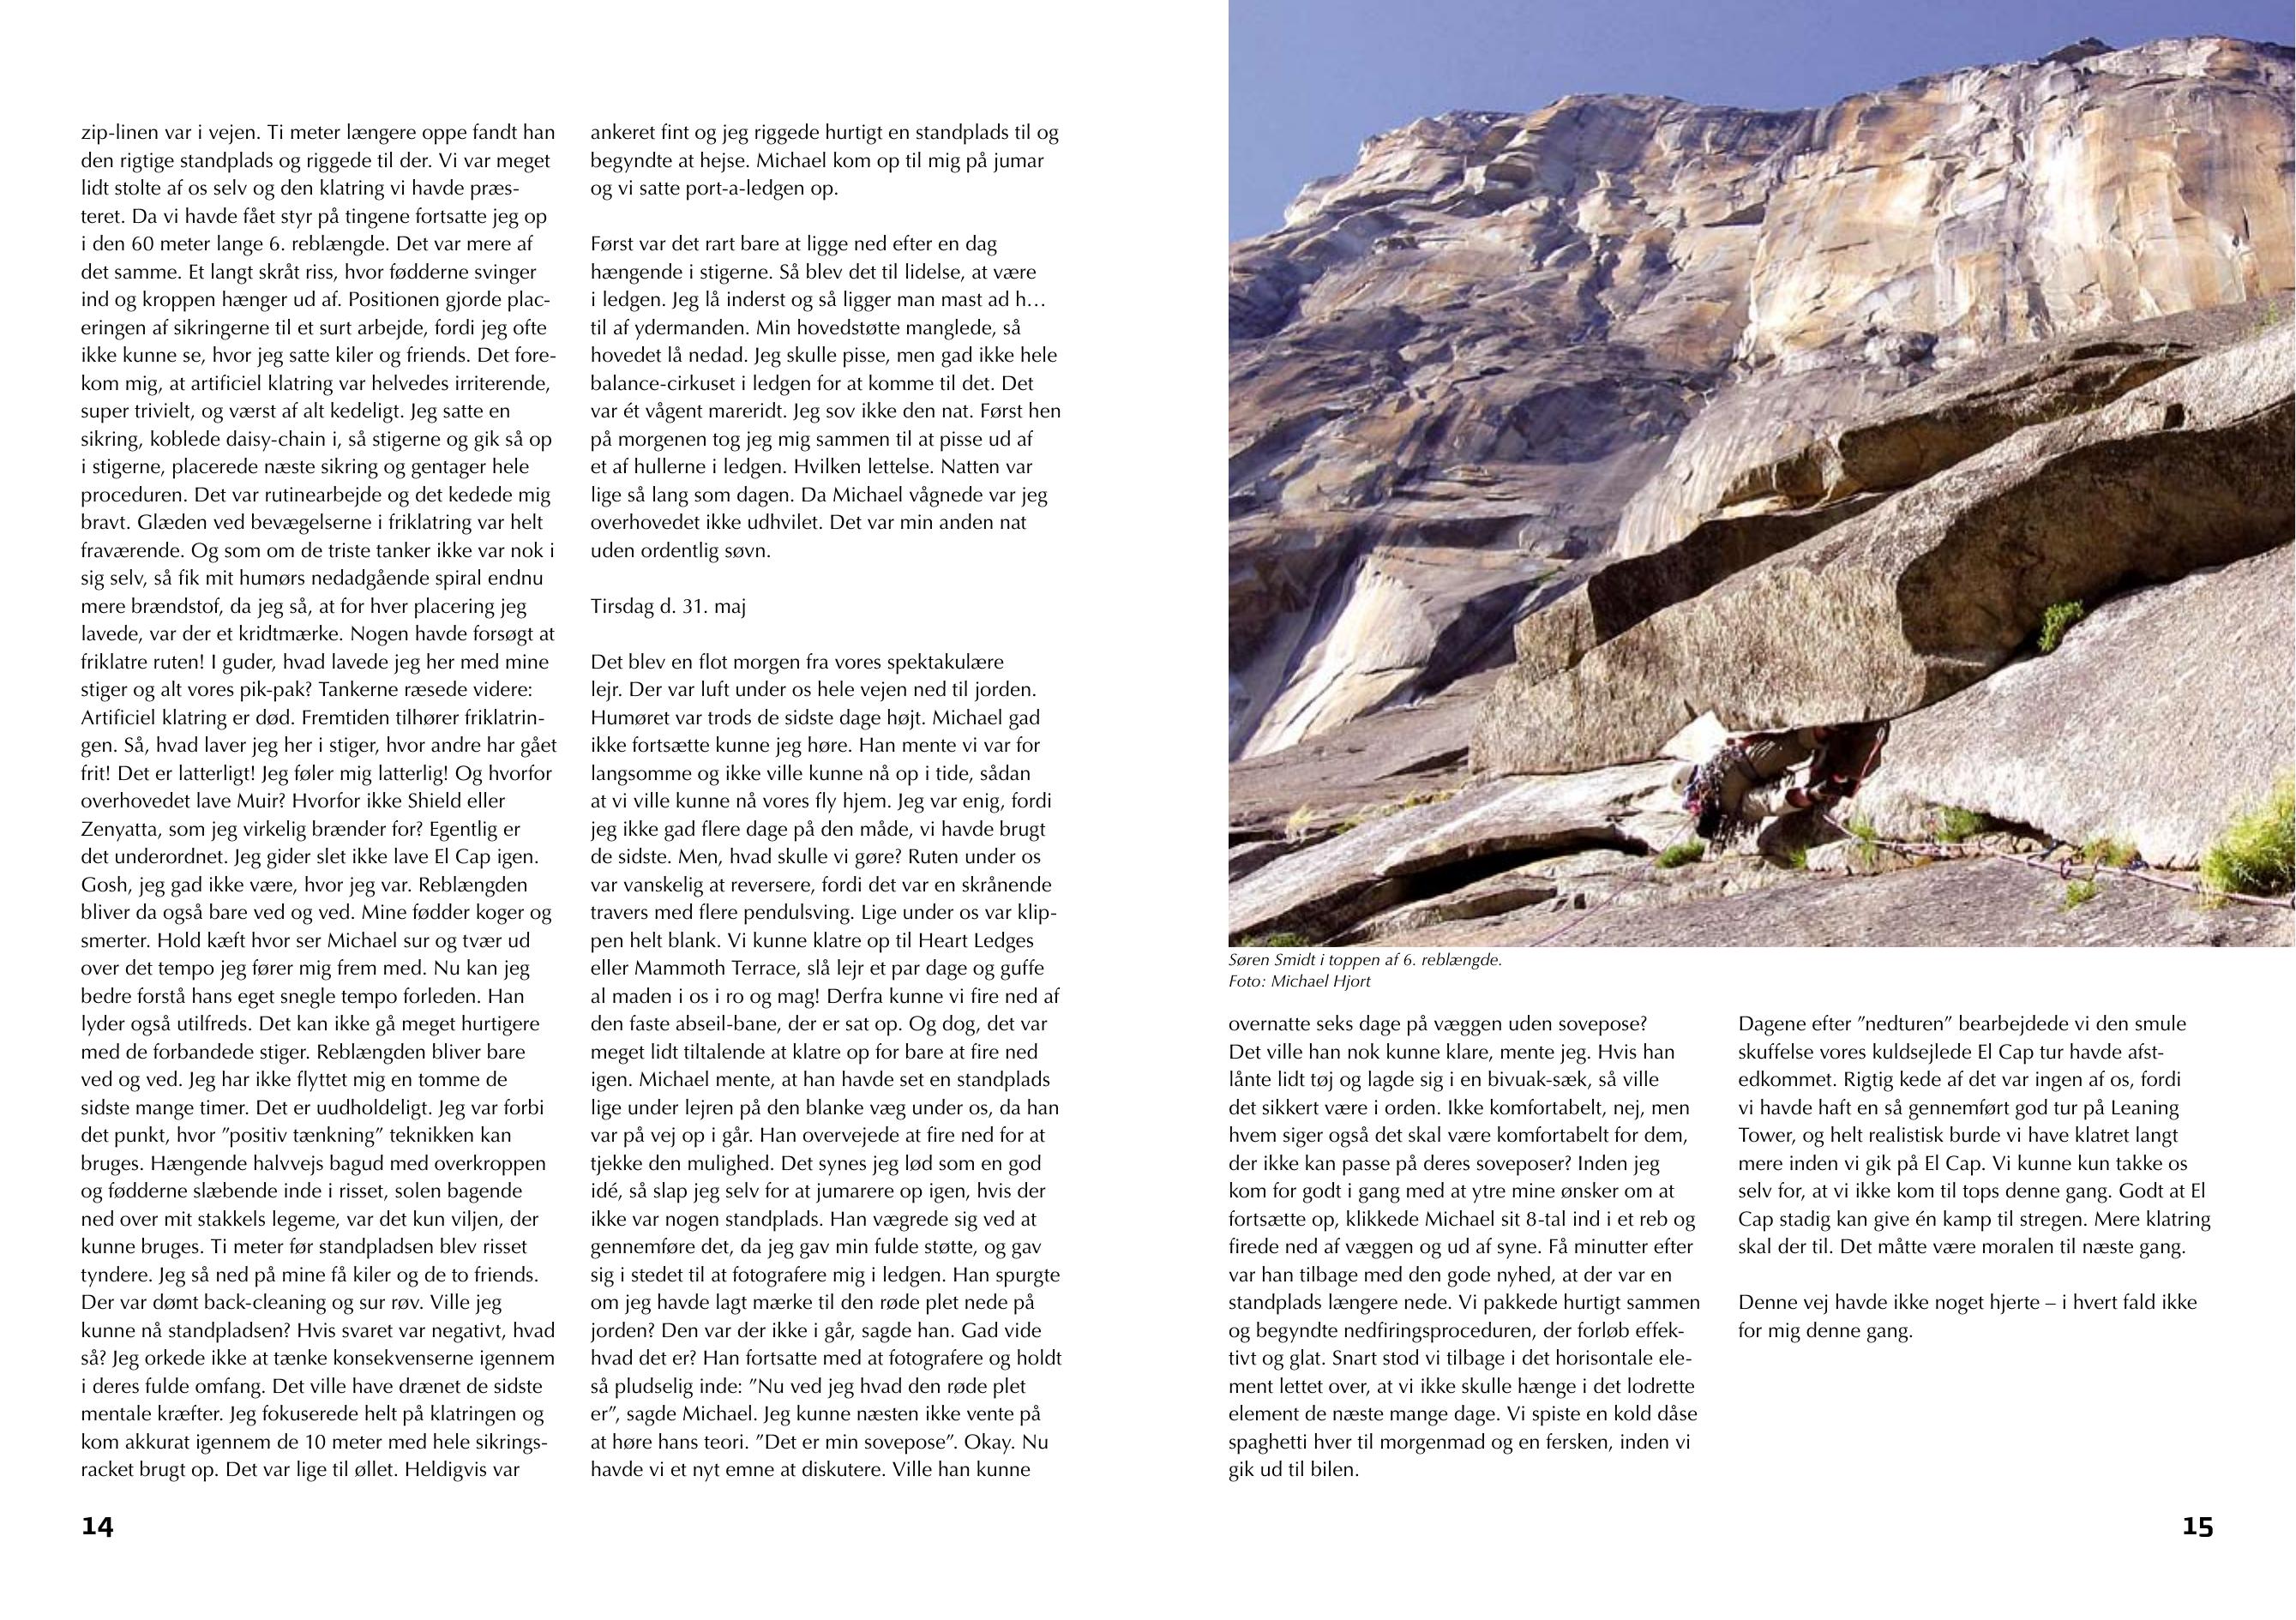 zip-linen var i vejen. Ti meter længere oppe fandt han
den rigtige standplads og riggede til der. Vi var meget
lidt stolte af os selv og den klatring vi havde præs-
teret. Da vi havde fået styr på tingene fortsatte jeg op
i den 60 meter lange 6. reblængde. Det var mere af
det samme. Et langt skråt riss, hvor fødderne svinger
ind og kroppen hænger ud af. Positionen gjorde plac-
eringen af sikringerne til et surt arbejde, fordi jeg ofte
ikke kunne se, hvor jeg satte kiler og friends. Det fore-
kom mig, at artificiel klatring var helvedes irriterende,
super trivielt, og værst af alt kedeligt. Jeg satte en
sikring, koblede daisy-chain i, så stigerne og gik så op
i stigerne, placerede næste sikring og gentager hele
proceduren. Det var rutinearbejde og det kedede mig
bravt. Glæden ved bevægelserne i friklatring var helt
fraværende. Og som om de triste tanker ikke var nok i
sig selv, så fik mit humørs nedadgående spiral endnu
mere brændstof, da jeg så, at for hver placering jeg
lavede, var der et kridtmærke. Nogen havde forsøgt at
friklatre ruten! I guder, hvad lavede jeg her med mine
stiger og alt vores pik-pak? Tankerne ræsede videre:
Artificiel klatring er død. Fremtiden tilhører friklatrin-
gen. Så, hvad laver jeg her i stiger, hvor andre har gået
frit! Det er latterligt! Jeg føler mig latterlig! Og hvorfor
overhovedet lave Muir? Hvorfor ikke Shield eller
Zenyatta, som jeg virkelig brænder for? Egentlig er
det underordnet. Jeg gider slet ikke lave El Cap igen.
Gosh, jeg gad ikke være, hvor jeg var. Reblængden
bliver da også bare ved og ved. Mine fødder koger og
smerter. Hold kæft hvor ser Michael sur og tvær ud
over det tempo jeg fører mig frem med. Nu kan jeg
bedre forstå hans eget snegle tempo forleden. Han
lyder også utilfreds. Det kan ikke gå meget hurtigere
med de forbandede stiger. Reblængden bliver bare
ved og ved. Jeg har ikke flyttet mig en tomme de
sidste mange timer. Det er uudholdeligt. Jeg var forbi
det punkt, hvor ”positiv tænkning” teknikken kan
bruges. Hængende halvvejs bagud med overkroppen
og fødderne slæbende inde i risset, solen bagende
ned over mit stakkels legeme, var det kun viljen, der
kunne bruges. Ti meter før standpladsen blev risset
tyndere. Jeg så ned på mine få kiler og de to friends.
Der var dømt back-cleaning og sur røv. Ville jeg
kunne nå standpladsen? Hvis svaret var negativt, hvad
så? Jeg orkede ikke at tænke konsekvenserne igennem
i deres fulde omfang. Det ville have drænet de sidste
mentale kræfter. Jeg fokuserede helt på klatringen og
kom akkurat igennem de 10 meter med hele sikrings-
racket brugt op. Det var lige til øllet. Heldigvis var
ankeret fint og jeg riggede hurtigt en standplads til og
begyndte at hejse. Michael kom op til mig på jumar
og vi satte port-a-ledgen op.
Først var det rart bare at ligge ned efter en dag
hængende i stigerne. Så blev det til lidelse, at være
i ledgen. Jeg lå inderst og så ligger man mast ad h…
til af ydermanden. Min hovedstøtte manglede, så
hovedet lå nedad. Jeg skulle pisse, men gad ikke hele
balance-cirkuset i ledgen for at komme til det. Det
var ét vågent mareridt. Jeg sov ikke den nat. Først hen
på morgenen tog jeg mig sammen til at pisse ud af
et af hullerne i ledgen. Hvilken lettelse. Natten var
lige så lang som dagen. Da Michael vågnede var jeg
overhovedet ikke udhvilet. Det var min anden nat
uden ordentlig søvn.
Tirsdag d. 31. maj
Det blev en flot morgen fra vores spektakulære
lejr. Der var luft under os hele vejen ned til jorden.
Humøret var trods de sidste dage højt. Michael gad
ikke fortsætte kunne jeg høre. Han mente vi var for
langsomme og ikke ville kunne nå op i tide, sådan
at vi ville kunne nå vores fly hjem. Jeg var enig, fordi
jeg ikke gad flere dage på den måde, vi havde brugt
de sidste. Men, hvad skulle vi gøre? Ruten under os
var vanskelig at reversere, fordi det var en skrånende
travers med flere pendulsving. Lige under os var klip-
pen helt blank. Vi kunne klatre op til Heart Ledges
eller Mammoth Terrace, slå lejr et par dage og guffe
al maden i os i ro og mag! Derfra kunne vi fire ned af
den faste abseil-bane, der er sat op. Og dog, det var
meget lidt tiltalende at klatre op for bare at fire ned
igen. Michael mente, at han havde set en standplads
lige under lejren på den blanke væg under os, da han
var på vej op i går. Han overvejede at fire ned for at
tjekke den mulighed. Det synes jeg lød som en god
idé, så slap jeg selv for at jumarere op igen, hvis der
ikke var nogen standplads. Han vægrede sig ved at
gennemføre det, da jeg gav min fulde støtte, og gav
sig i stedet til at fotografere mig i ledgen. Han spurgte
om jeg havde lagt mærke til den røde plet nede på
jorden? Den var der ikke i går, sagde han. Gad vide
hvad det er? Han fortsatte med at fotografere og holdt
så pludselig inde: ”Nu ved jeg hvad den røde plet
er”, sagde Michael. Jeg kunne næsten ikke vente på
at høre hans teori. ”Det er min sovepose”. Okay. Nu
havde vi et nyt emne at diskutere. Ville han kunne
14
Søren Smidt i toppen af 6. reblængde.
Foto: Michael Hjort
overnatte seks dage på væggen uden sovepose?
Det ville han nok kunne klare, mente jeg. Hvis han
lånte lidt tøj og lagde sig i en bivuak-sæk, så ville
det sikkert være i orden. Ikke komfortabelt, nej, men
hvem siger også det skal være komfortabelt for dem,
der ikke kan passe på deres soveposer? Inden jeg
kom for godt i gang med at ytre mine ønsker om at
fortsætte op, klikkede Michael sit 8-tal ind i et reb og
firede ned af væggen og ud af syne. Få minutter efter
var han tilbage med den gode nyhed, at der var en
standplads længere nede. Vi pakkede hurtigt sammen
og begyndte nedfiringsproceduren, der forløb effek-
tivt og glat. Snart stod vi tilbage i det horisontale ele-
ment lettet over, at vi ikke skulle hænge i det lodrette
element de næste mange dage. Vi spiste en kold dåse
spaghetti hver til morgenmad og en fersken, inden vi
gik ud til bilen.
Dagene efter ”nedturen” bearbejdede vi den smule
skuffelse vores kuldsejlede El Cap tur havde afst-
edkommet. Rigtig kede af det var ingen af os, fordi
vi havde haft en så gennemført god tur på Leaning
Tower, og helt realistisk burde vi have klatret langt
mere inden vi gik på El Cap. Vi kunne kun takke os
selv for, at vi ikke kom til tops denne gang. Godt at El
Cap stadig kan give én kamp til stregen. Mere klatring
skal der til. Det måtte være moralen til næste gang.
Denne vej havde ikke noget hjerte – i hvert fald ikke
for mig denne gang.
15